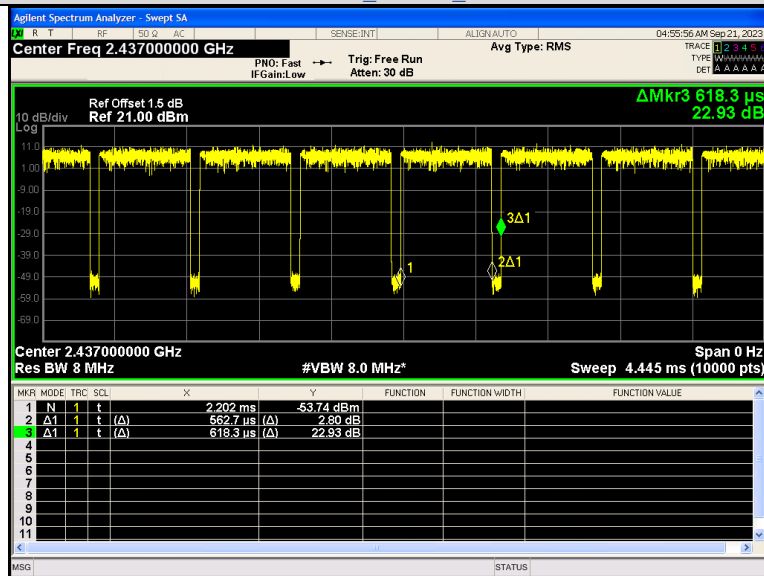 Agilent Spectrum Analyzer - Swept SA
LXI R T RF 50 Ω AC SENSE:INT ALIGN AUTO 04:55:56 AM Sep 21, 2023
Center Freq 2.437000000 GHz Avg Type: RMS TRACE 1 2 3 4 5 6
PNO: Fast Trig: Free Run TYPE W
IFGain:Low Atten: 30 dB DET A A A A A A
ΔMkr3 618.3 µs
22.93 dB
Ref Offset 1.5 dB
10 dB/div Ref 21.00 dBm
Log
11.0
1.00
-9.00
-19.0
-29.0
-39.0
-49.0
-59.0
-69.0
3Δ1
2Δ1
1
Center 2.437000000 GHz Span 0 Hz
Res BW 8 MHz #VBW 8.0 MHz* Sweep 4.445 ms (10000 pts)
MKR MODE TRC SCL X Y FUNCTION FUNCTION WIDTH FUNCTION VALUE
1 N 1 t 2.202 ms -53.74 dBm
2 Δ1 1 t (Δ) 562.7 µs (Δ) 2.80 dB
3 Δ1 1 t (Δ) 618.3 µs (Δ) 22.93 dB
4
5
6
7
8
9
10
11
MSG STATUS